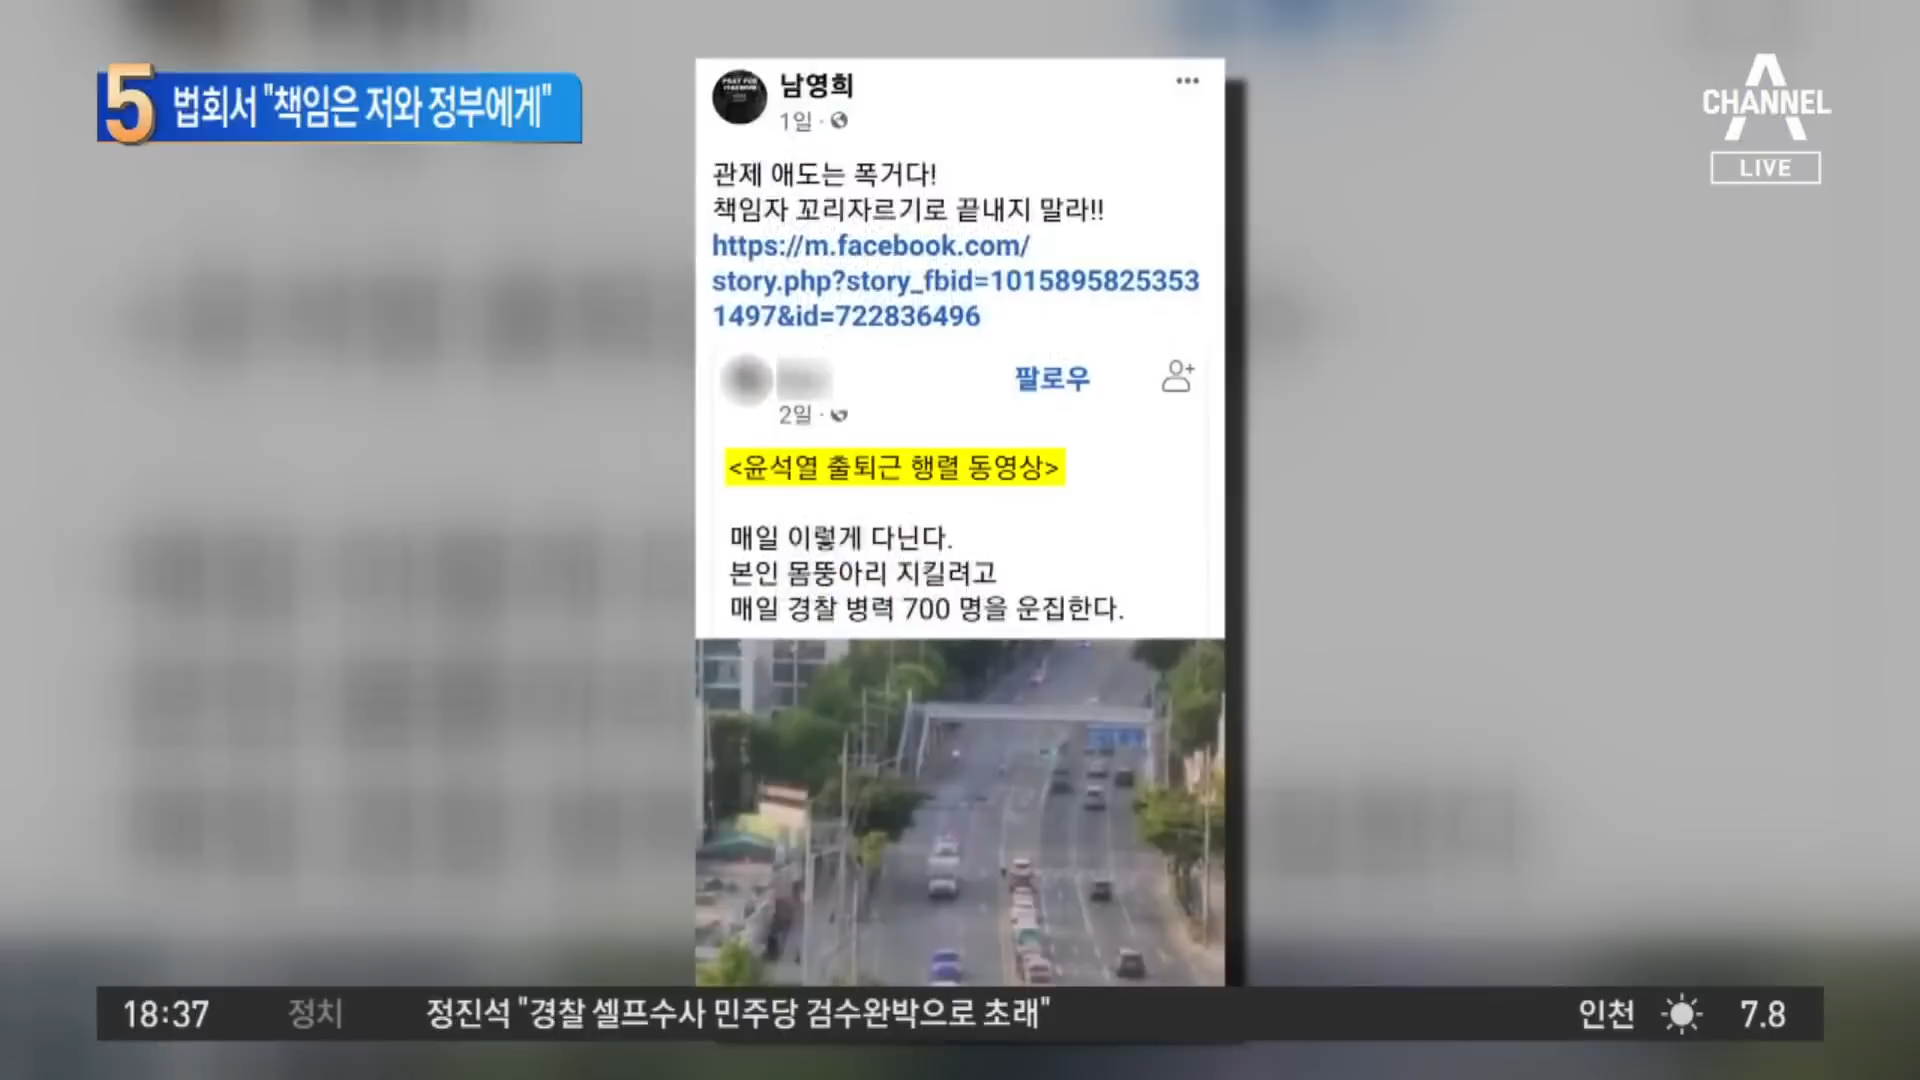 5 법회서 "책임은 저와 정부에게"
CHANNEL A
LIVE
남영희
1일
관제 애도는 폭거다!
책임자 꼬리자르기로 끝내지 말라!!
https://m.facebook.com/
story.php?story_fbid=1015895825353
1497&id=722836496
팔로우
2일
<윤석열 출퇴근 행렬 동영상>
매일 이렇게 다닌다.
본인 몸뚱아리 지킬려고
매일 경찰 병력 700 명을 운집한다.
18:37 정치 정진석 "경찰 셀프수사 민주당 검수완박으로 초래" 인천 7.8